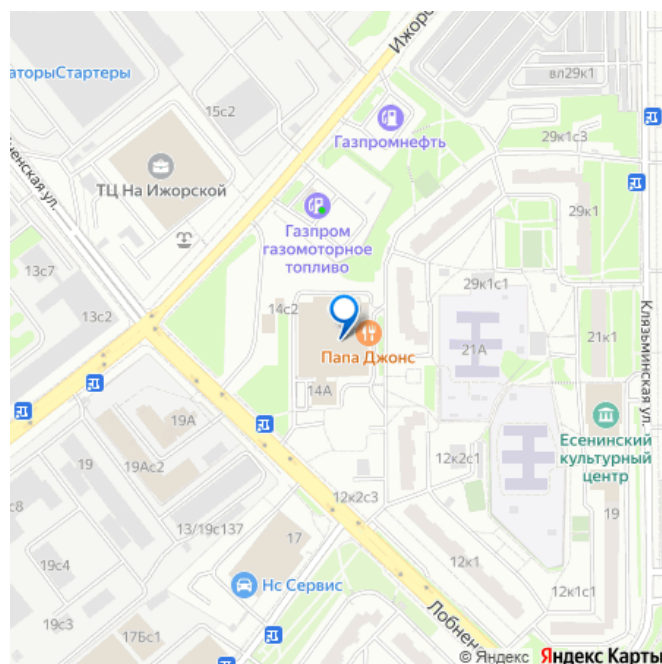 Ижорс
вл29к1
аторыСтартеры
15с2
Газпромнефть
29к1с3
ненская ул.
ТЦ На Ижорской
29к1
Газпром
газомоторное
топливо
13с7
29к1с1
14с2
13с2
Клязьминская ул.
21к1
21А
Папа Джонс
14А
19А
Есенинский
культурный
центр
12к2с1
19
19Ас2
12к2с3
с8
13/19с137
19
17
12к1
19с4
Нс Сервис
12к1с1
Лобнен
19с3
17Бс1
© Яндекс Яндекс Карты